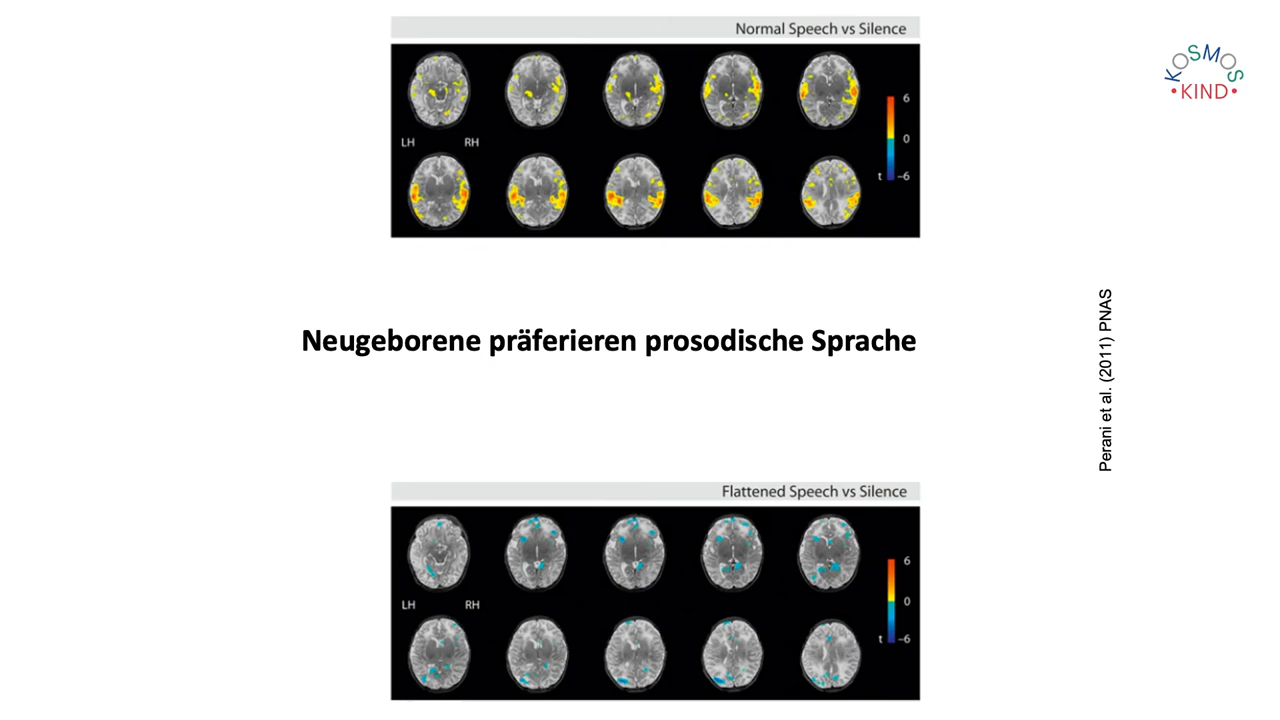 Normal Speech vs Silence
KOSMOS
•KIND•
LH RH
6
0
t -6
Neugeborene präferieren prosodische Sprache
Perani et al. (2011) PNAS
Flattened Speech vs Silence
LH RH
6
0
t -6